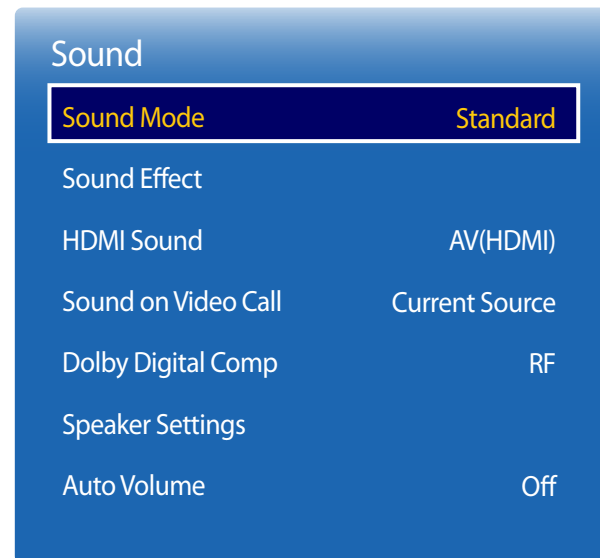 Sound
Sound Mode Standard
Sound Effect
HDMI Sound AV(HDMI)
Sound on Video Call Current Source
Dolby Digital Comp RF
Speaker Settings
Auto Volume Off